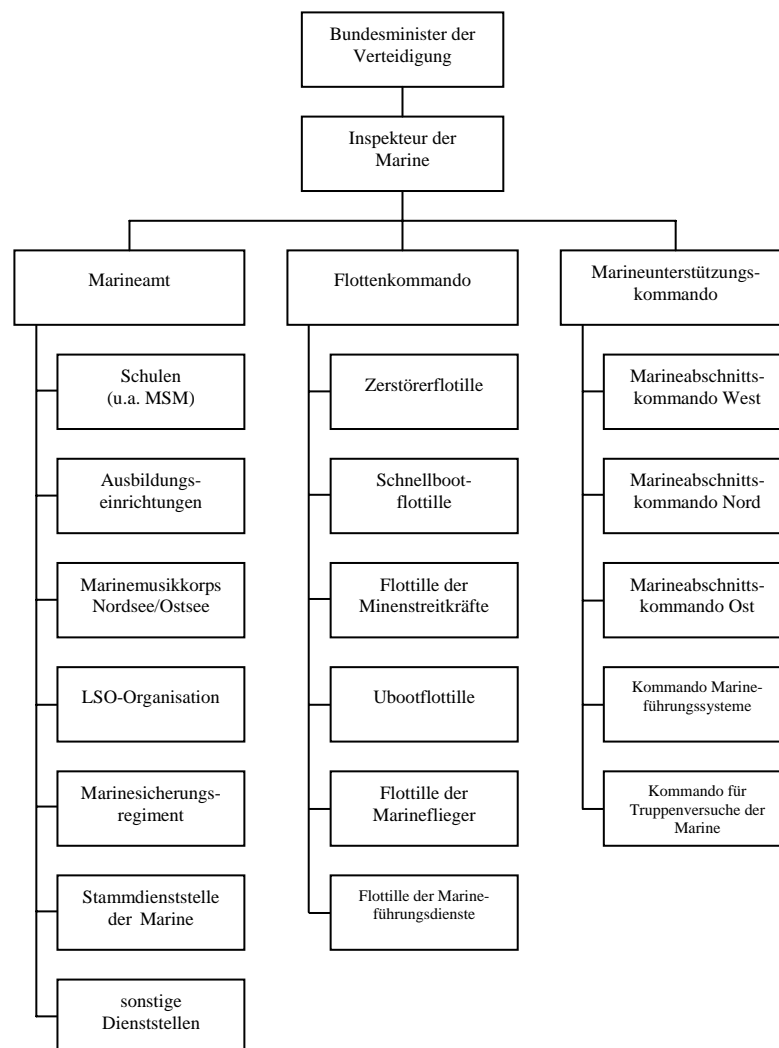 Bundesminister der
Verteidigung
Inspekteur der
Marine
Marineamt
Flottenkommando
Marineunterstützungs-
kommando
Schulen
(u.a. MSM)
Ausbildungs-
einrichtungen
Marinemusikkorps
Nordsee/Ostsee
LSO-Organisation
Marinesicherungs-
regiment
Stammdienststelle
der Marine
sonstige
Dienststellen
Zerstörerflotille
Schnellboot-
flottille
Flottille der
Minenstreitkräfte
Ubootflottille
Flottille der
Marineflieger
Flottille der Marine-
führungsdienste
Marineabschnitts-
kommando West
Marineabschnitts-
kommando Nord
Marineabschnitts-
kommando Ost
Kommando Marine-
führungssysteme
Kommando für
Truppenversuche der
Marine